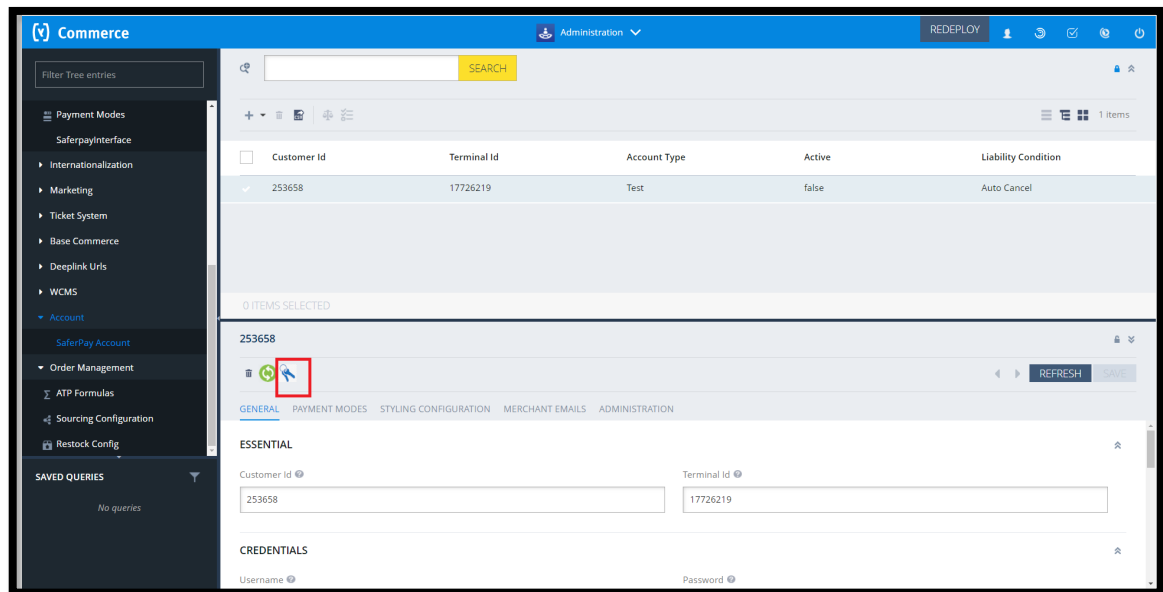 (y) Commerce
Administration
REDEPLOY
Filter Tree entries
SEARCH
Payment Modes
SaferpayInterface
Internationalization
Marketing
Ticket System
Base Commerce
Deeplink Urls
WCMS
Account
SaferPay Account
Order Management
ATP Formulas
Sourcing Configuration
Restock Config
SAVED QUERIES
No queries
1 items
Customer Id Terminal Id Account Type Active Liability Condition
253658 17726219 Test false Auto Cancel
0 ITEMS SELECTED
253658
REFRESH SAVE
GENERAL PAYMENT MODES STYLING CONFIGURATION MERCHANT EMAILS ADMINISTRATION
ESSENTIAL
Customer Id Terminal Id
253658 17726219
CREDENTIALS
Username Password